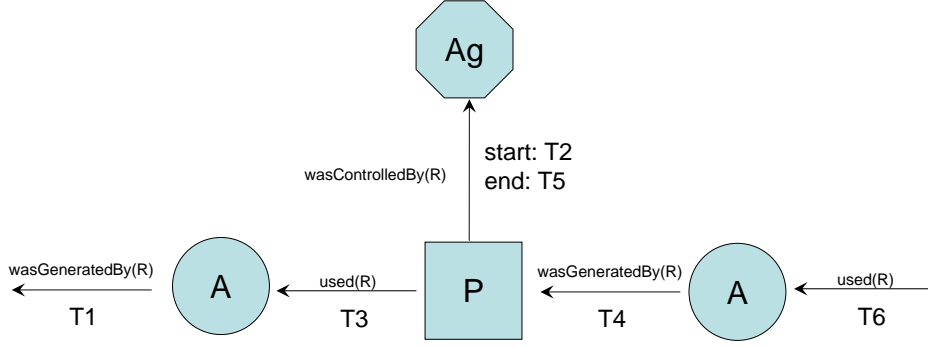 Ag
start: T2
wasControlledBy(R)
end: T5
wasGeneratedBy(R)
A
used(R)
P
wasGeneratedBy(R)
A
used(R)
T1
T3
T4
T6